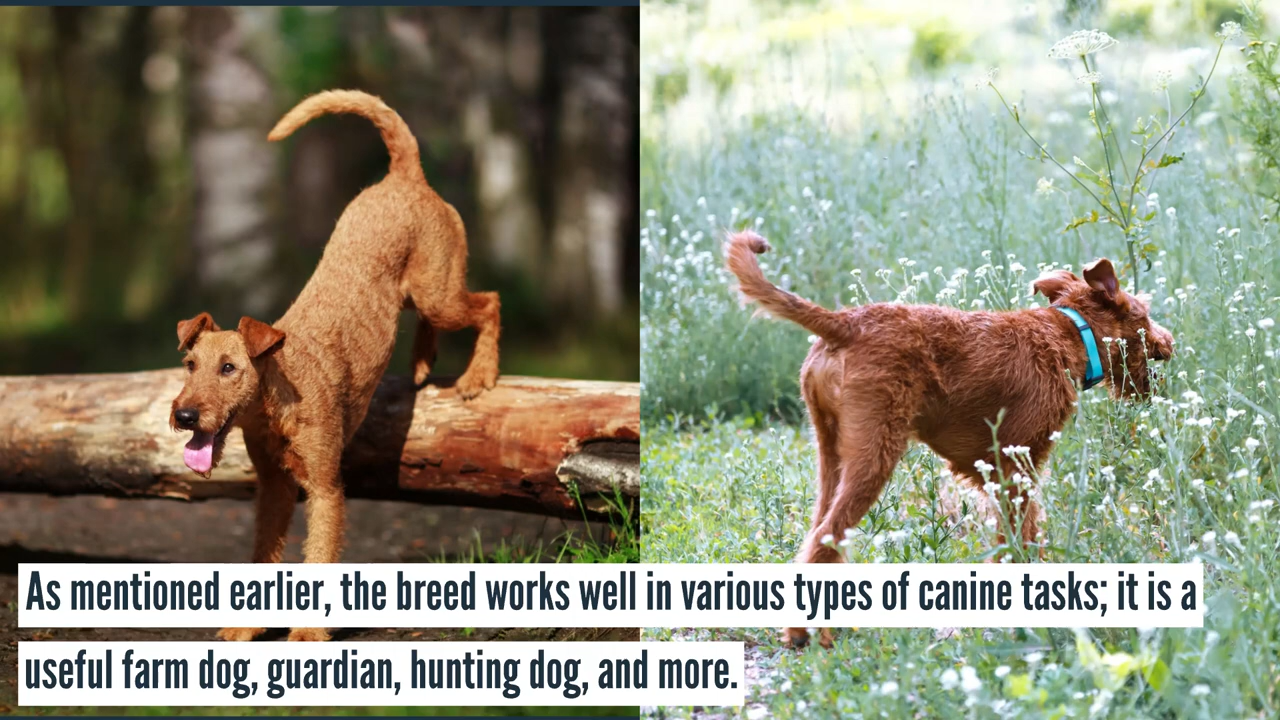 As mentioned earlier, the breed works well in various types of canine tasks; it is a
useful farm dog, guardian, hunting dog, and more.